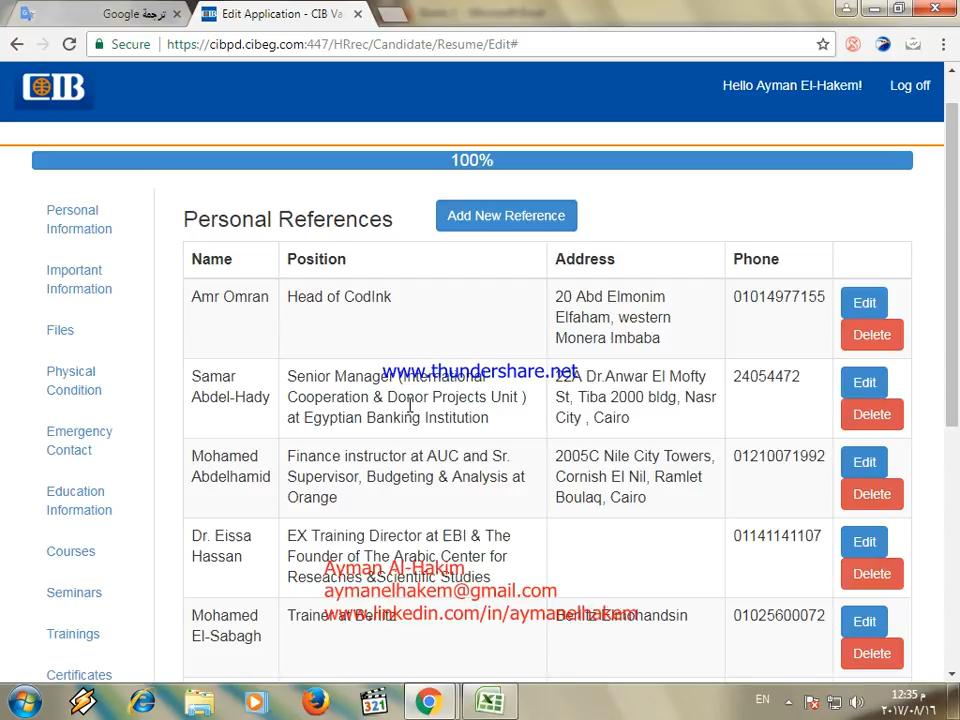 ترجمة Google
Edit Application - CIB Va
Secure
https://cibpd.cibeg.com:447/HRrec/Candidate/Resume/Edit#
CIB
Hello Ayman El-Hakem!
Log off
100%
Personal
Information
Important
Information
Files
Physical
Condition
Emergency
Contact
Education
Information
Courses
Seminars
Trainings
Certificates
Personal References
Add New Reference
Name Position Address Phone
Amr Omran
Head of CodInk
20 Abd Elmonim
Elfaham, western
Monera Imbaba
01014977155
Edit
Delete
Samar
Abdel-Hady
Senior Manager (International
Cooperation & Donor Projects Unit )
at Egyptian Banking Institution
22A Dr.Anwar El Mofty
St, Tiba 2000 bldg, Nasr
City , Cairo
24054472
Edit
Delete
www.thundershare.net
Mohamed
Abdelhamid
Finance instructor at AUC and Sr.
Supervisor, Budgeting & Analysis at
Orange
2005C Nile City Towers,
Cornish El Nil, Ramlet
Boulaq, Cairo
01210071992
Edit
Delete
Dr. Eissa
Hassan
EX Training Director at EBI & The
Founder of The Arabic Center for
Reseaches &Scientific Studies
01141141107
Edit
Delete
Ayman Al-Hakim
aymanelhakem@gmail.com
www.linkedin.com/in/aymanelhakem
Mohamed
El-Sabagh
Trainer at Berlitz
Berlitz Elmohandsin
01025600072
Edit
Delete
321
EN
12:35 م
٢٠١٧/٠٨/١٦